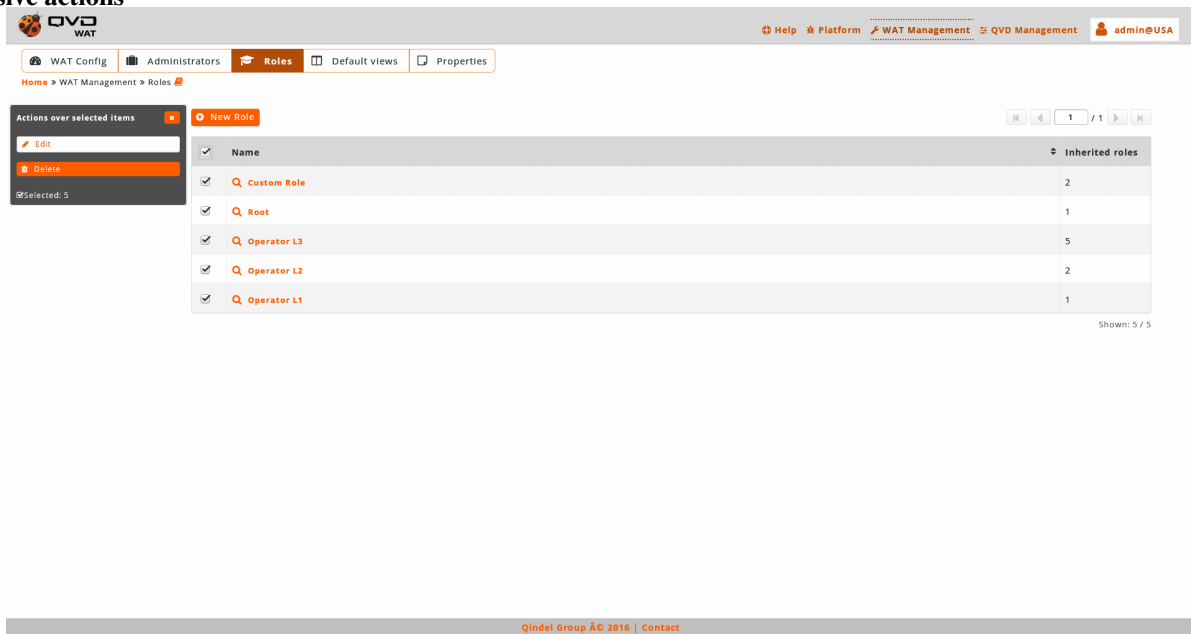 sive actions
QVD
WAT
Help Platform WAT Management QVD Management admin@USA
WAT Config Administrators Roles Default views Properties
Home » WAT Management » Roles
Actions over selected items
Edit
Delete
Selected: 5
New Role
1 / 1
Name Inherited roles
Custom Role 2
Root 1
Operator L3 5
Operator L2 2
Operator L1 1
Shown: 5 / 5
Qindel Group Â© 2016 | Contact